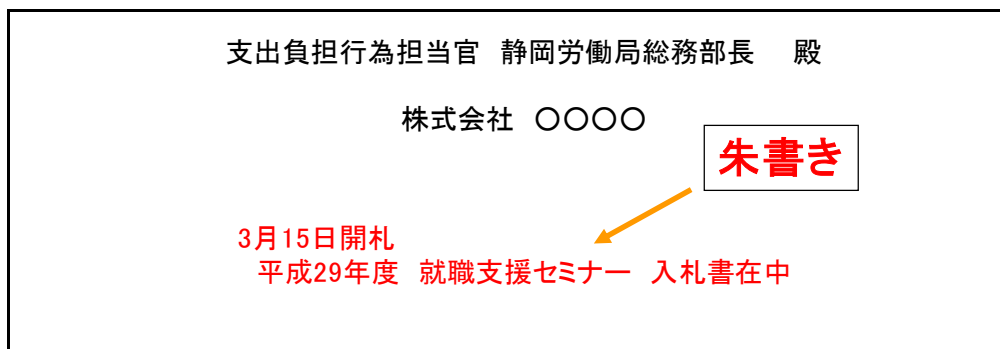 支出負担行為担当官 静岡労働局総務部長 殿
株式会社 ○○○○
朱書き
3月15日開札
平成29年度 就職支援セミナー 入札書在中